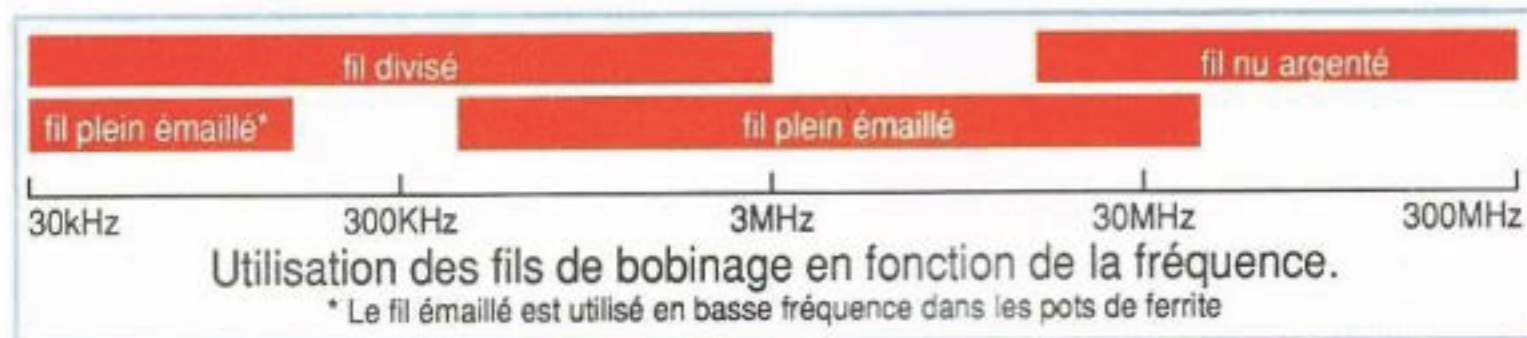 fil divisé
fil nu argenté
fil plein émaillé*
fil plein émaillé
30kHz
300KHz
3MHz
30MHz
300MHz
Utilisation des fils de bobinage en fonction de la fréquence.
* Le fil émaillé est utilisé en basse fréquence dans les pots de ferrite